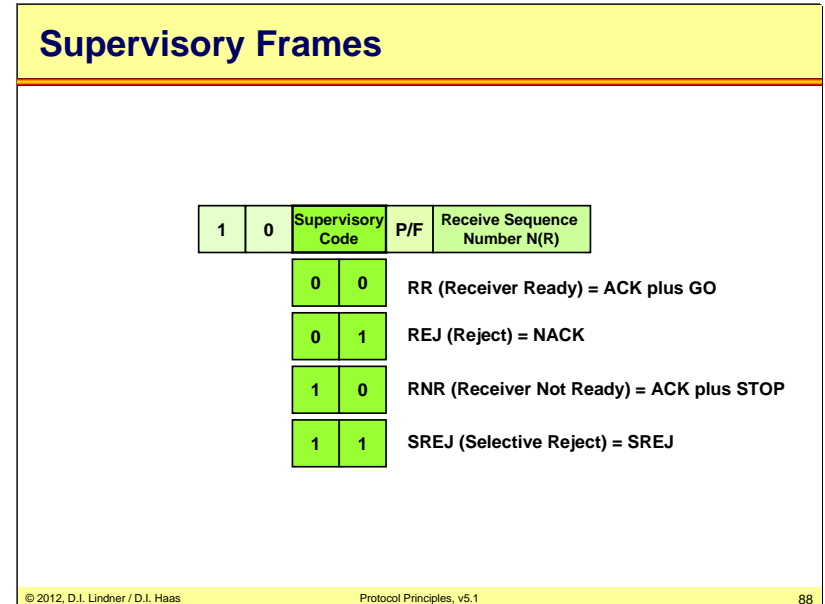 Supervisory Frames
1 0 Supervisory Code P/F Receive Sequence Number N(R)
0 0 RR (Receiver Ready) = ACK plus GO
0 1 REJ (Reject) = NACK
1 0 RNR (Receiver Not Ready) = ACK plus STOP
1 1 SREJ (Selective Reject) = SREJ
© 2012, D.I. Lindner / D.I. Haas Protocol Principles, v5.1 88